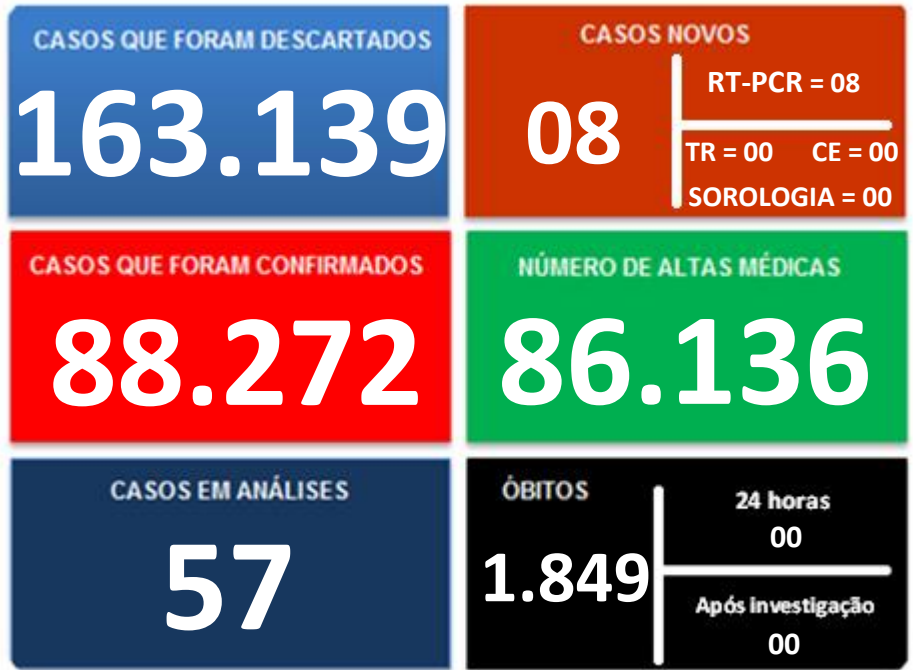 CASOS QUE FORAM DESCARTADOS
163.139
CASOS NOVOS
08
RT-PCR = 08
TR = 00 CE = 00
SOROLOGIA = 00
CASOS QUE FORAM CONFIRMADOS
88.272
NÚMERO DE ALTAS MÉDICAS
86.136
CASOS EM ANÁLISES
57
ÓBITOS
1.849
24 horas
00
Após investigação
00